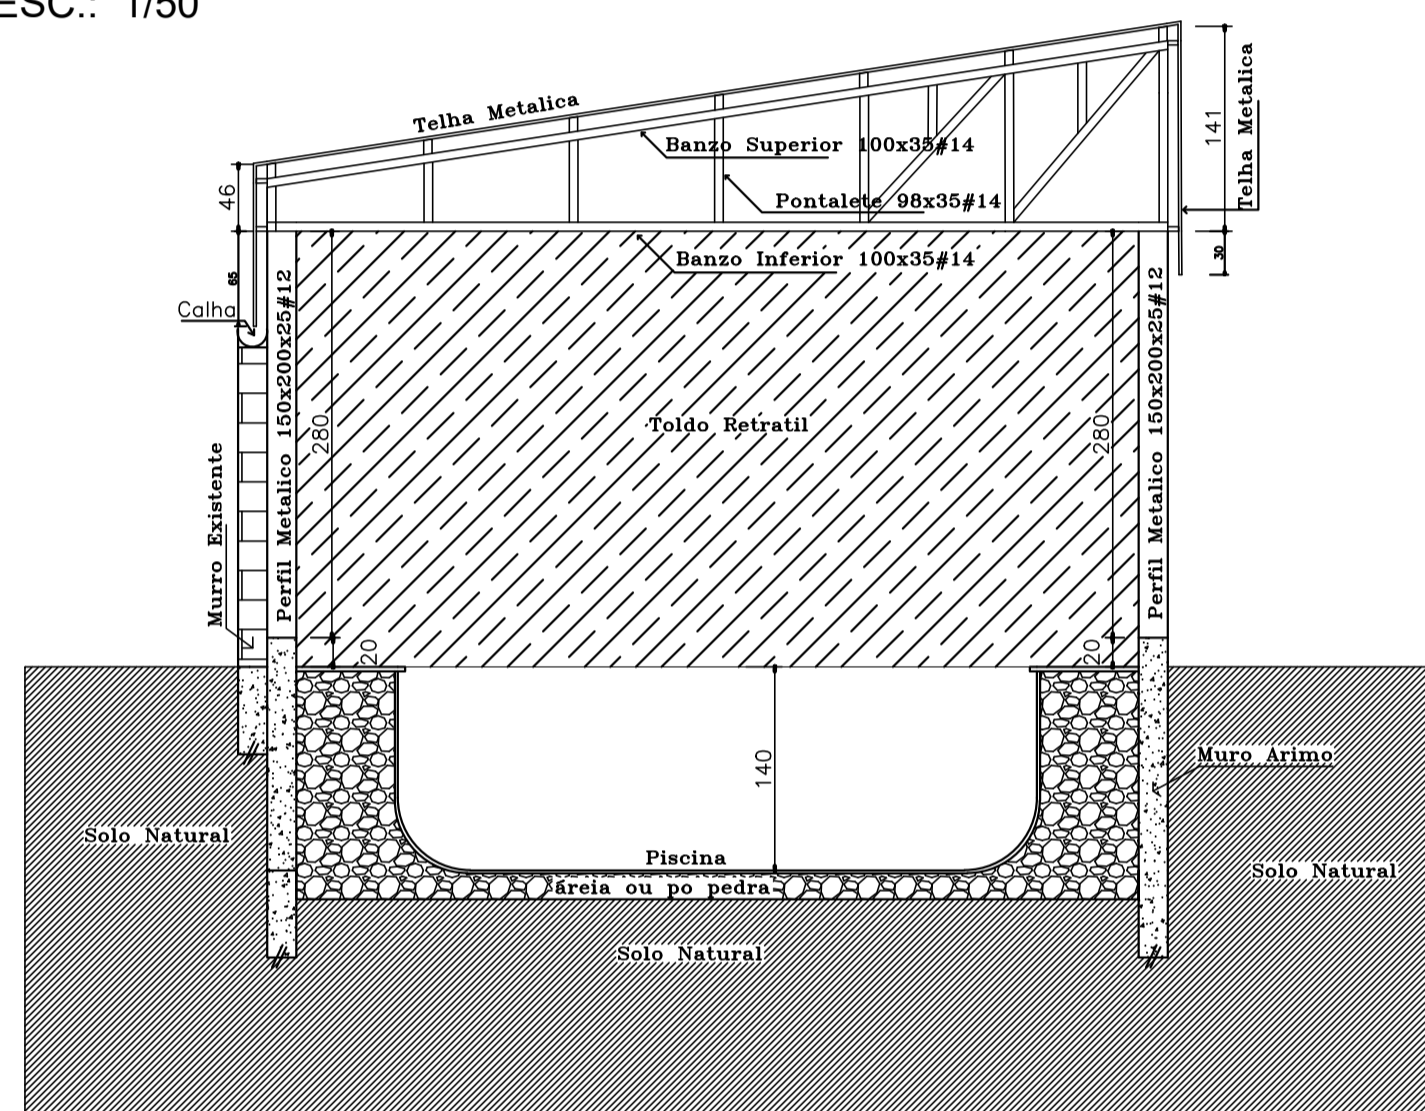 ESC.: 1/50
Telha Metalica
141
Telha Metalica
Banzo Superior 100x35#14
46
Pontalete 98x35#14
30
Banzo Inferior 100x35#14
65
Calha
Perfil Metalico 150x200x25#12
Perfil Metalico 150x200x25#12
280
Toldo Retratil
280
Murro Existente
20
20
140
Muro Arimo
Solo Natural
Piscina
areia ou po pedra
Solo Natural
Solo Natural